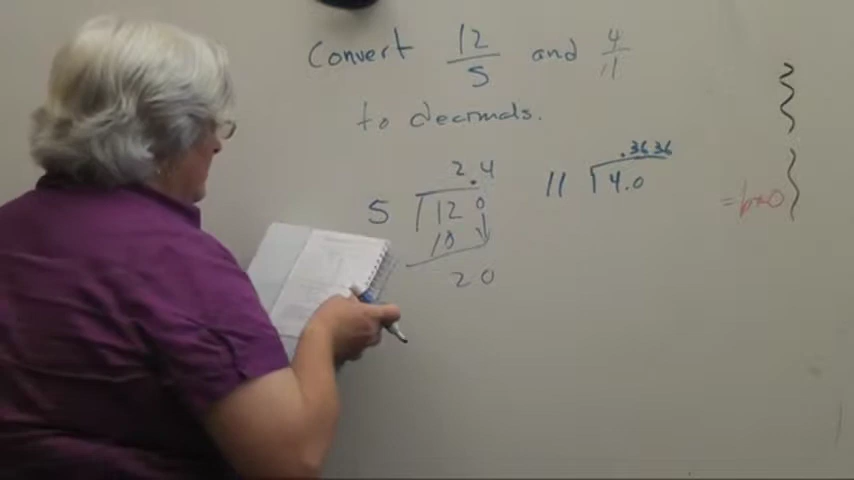 Convert 12/5 and 4/11
to decimals.
2.4
5 12 0
10
20
.3636
11 4.0